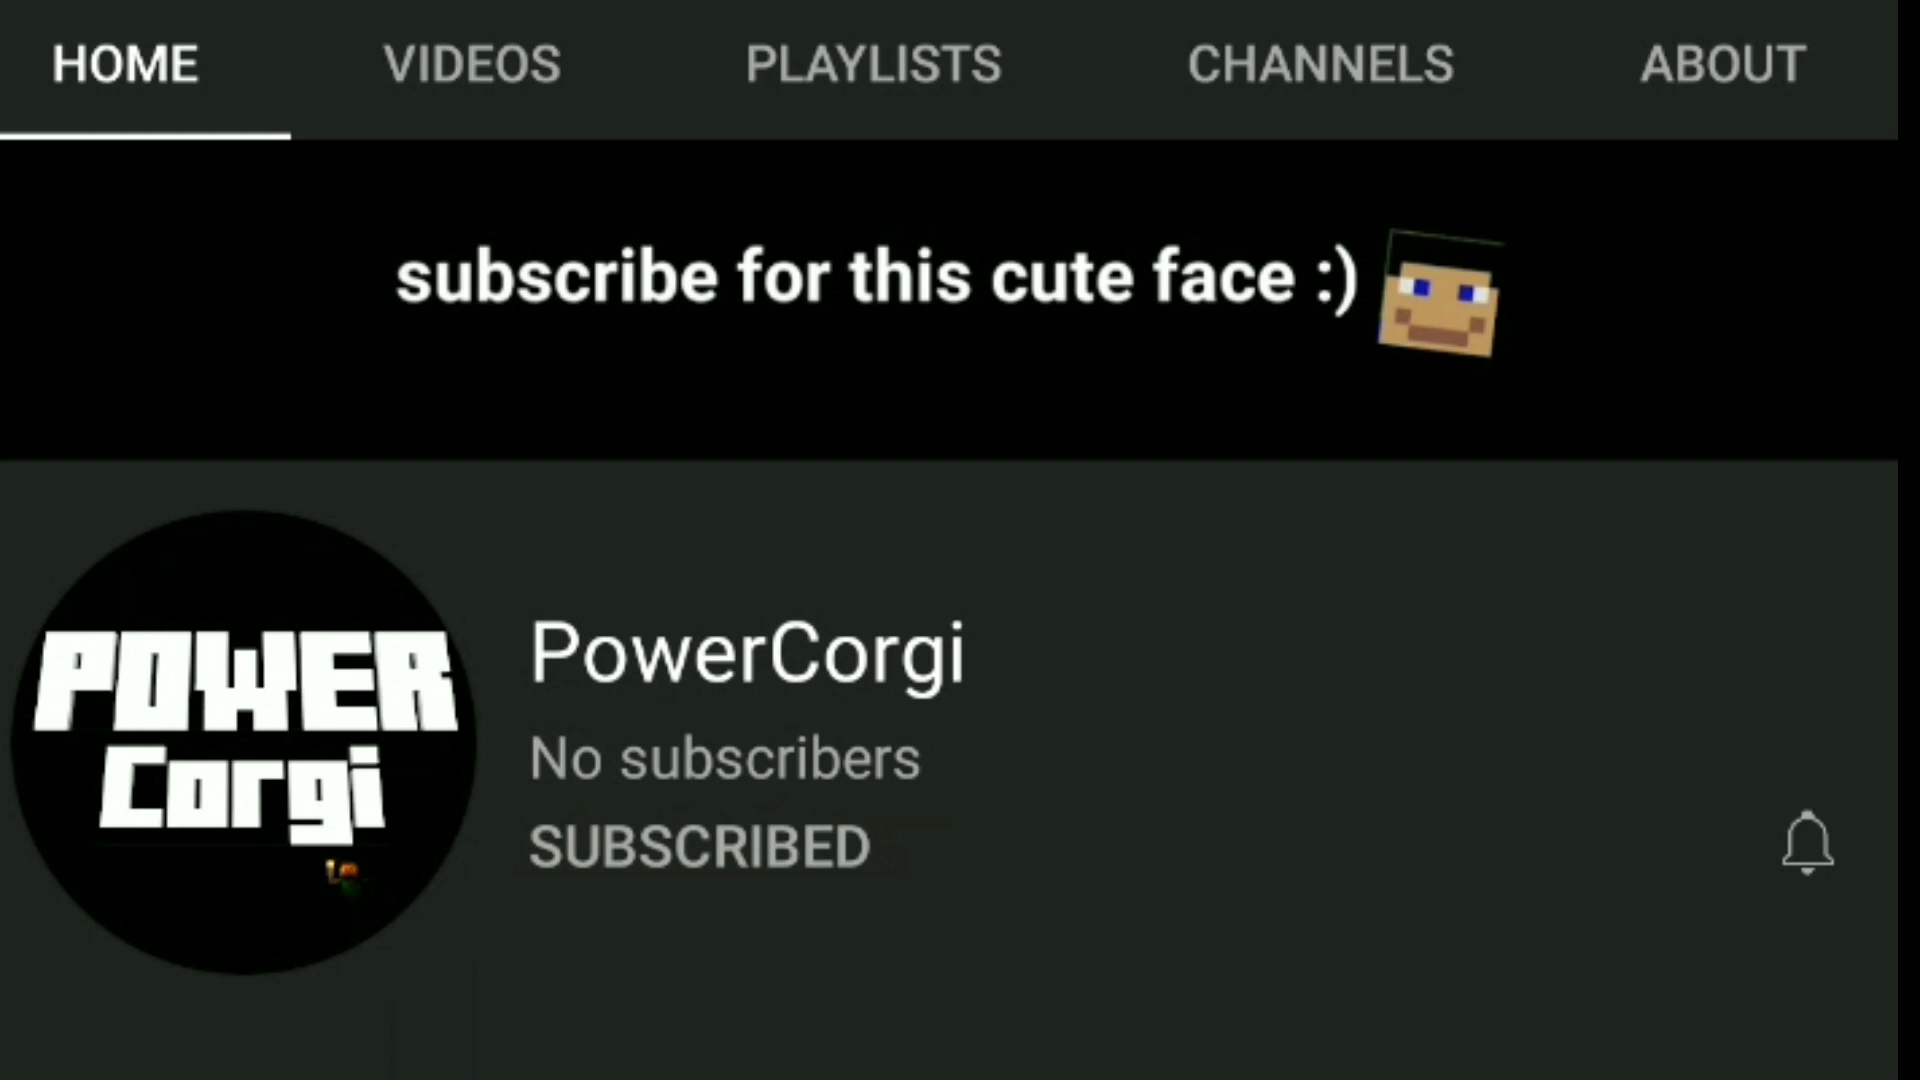 HOME VIDEOS PLAYLISTS CHANNELS ABOUT
subscribe for this cute face :)
POWER
Corgi
PowerCorgi
No subscribers
SUBSCRIBED